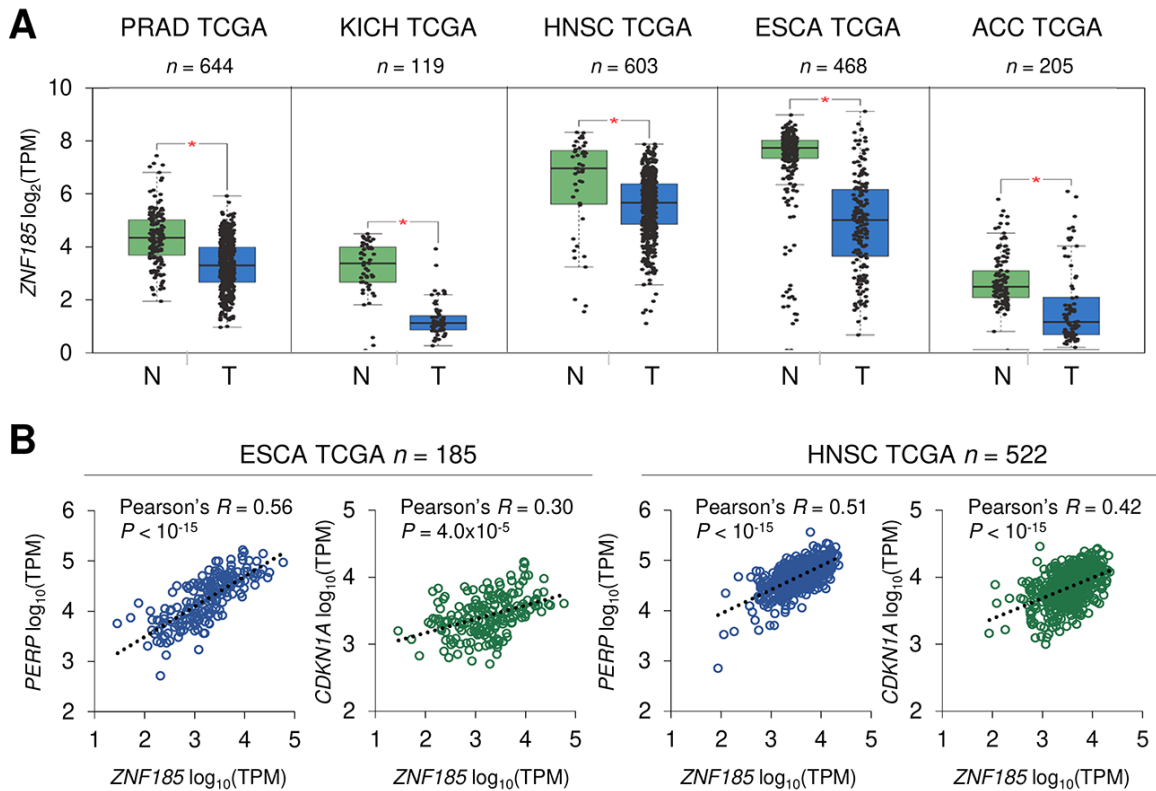 A
PRAD TCGA KICH TCGA HNSC TCGA ESCA TCGA ACC TCGA
n = 644 n = 119 n = 603 n = 468 n = 205
ZNF185 log2(TPM)
10
8
6
4
2
0
* * * * *
N T N T N T N T N T
B
ESCA TCGA n = 185 HNSC TCGA n = 522
Pearson's R = 0.56 Pearson's R = 0.30 Pearson's R = 0.51 Pearson's R = 0.42
P < 10-15 P = 4.0x10-5 P < 10-15 P < 10-15
PERP log10(TPM)
6
5
4
3
2
1 2 3 4 5
ZNF185 log10(TPM)
CDKN1A log10(TPM)
5
4
3
2
1 2 3 4 5
ZNF185 log10(TPM)
PERP log10(TPM)
6
5
4
3
2
1 2 3 4 5
ZNF185 log10(TPM)
CDKN1A log10(TPM)
5
4
3
2
1 2 3 4 5
ZNF185 log10(TPM)